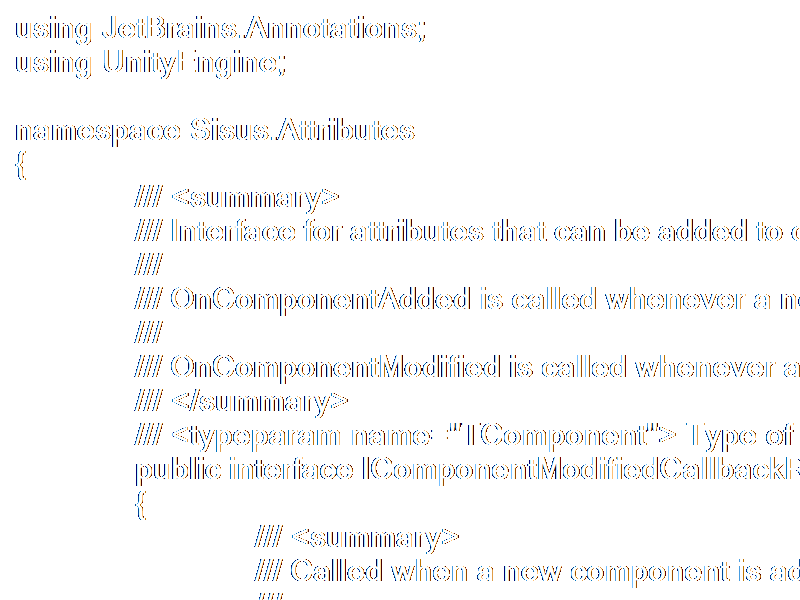 using JetBrains.Annotations;
using UnityEngine;

namespace Sisus.Attributes
{
/// <summary>
/// Interface for attributes that can be added to
///
/// OnComponentAdded is called whenever a
///
/// OnComponentModified is called whenever a
/// </summary>
/// <typeparam name="TComponent"> Type of
public interface IComponentModifiedCallback
{
/// <summary>
/// Called when a new component is
///